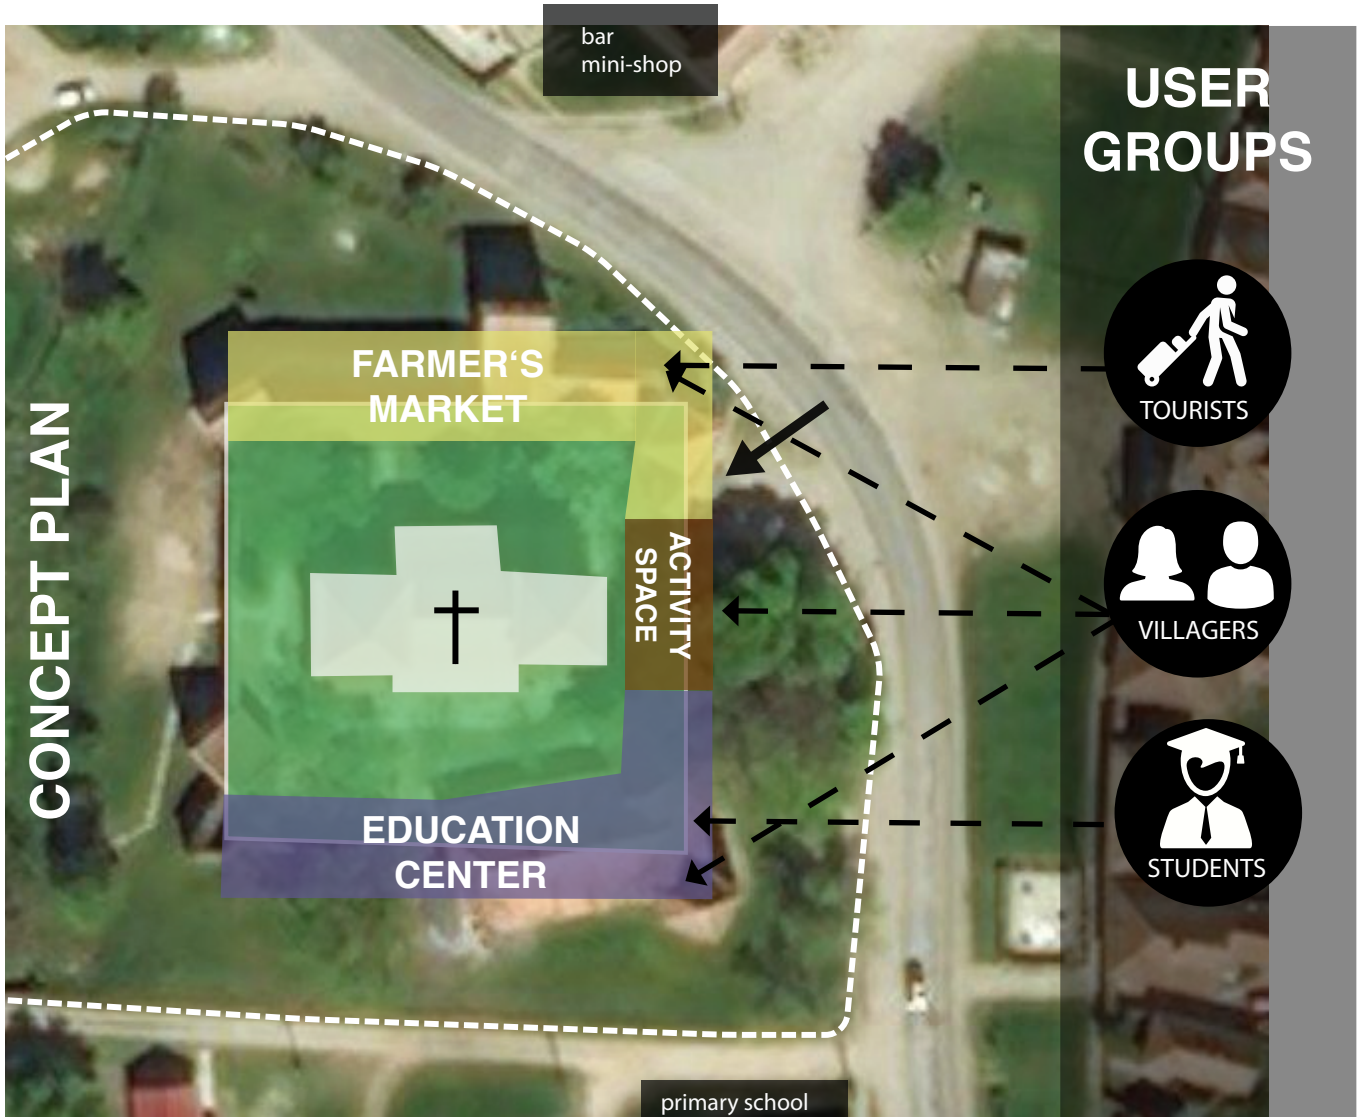 bar
mini-shop
USER
GROUPS
CONCEPT PLAN
FARMER‘S
MARKET
ACTIVITY
SPACE
EDUCATION
CENTER
TOURISTS
VILLAGERS
STUDENTS
primary school